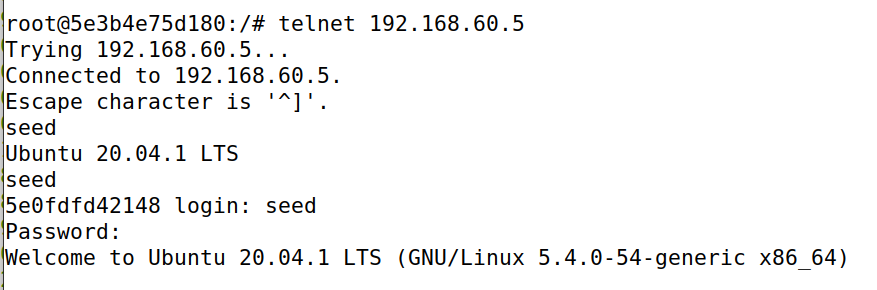 root@5e3b4e75d180:/# telnet 192.168.60.5
Trying 192.168.60.5...
Connected to 192.168.60.5.
Escape character is '^]'.
seed
Ubuntu 20.04.1 LTS
seed
5e0fdfd42148 login: seed
Password:
Welcome to Ubuntu 20.04.1 LTS (GNU/Linux 5.4.0-54-generic x86_64)